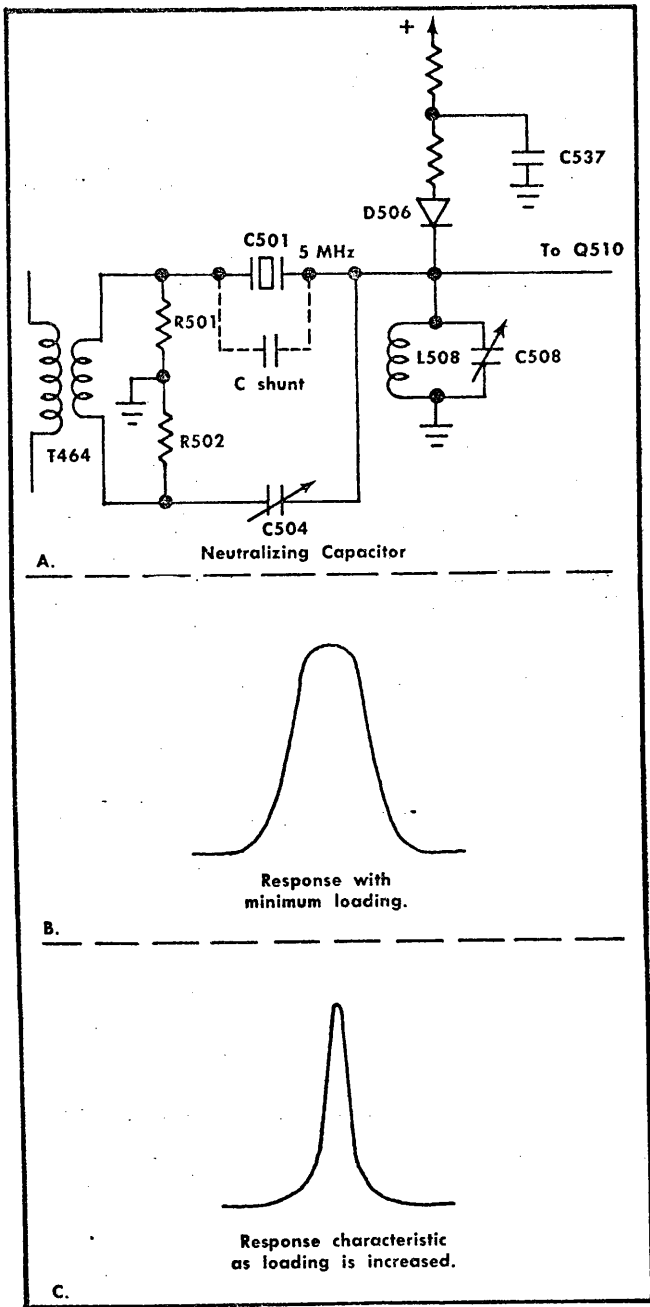 +
C537
D506
C501
5 MHz
To Q510
R501
C shunt
L508
C508
R502
T464
C504
Neutralizing Capacitor
A.
Response with
minimum loading.
B.
Response characteristic
as loading is increased.
C.